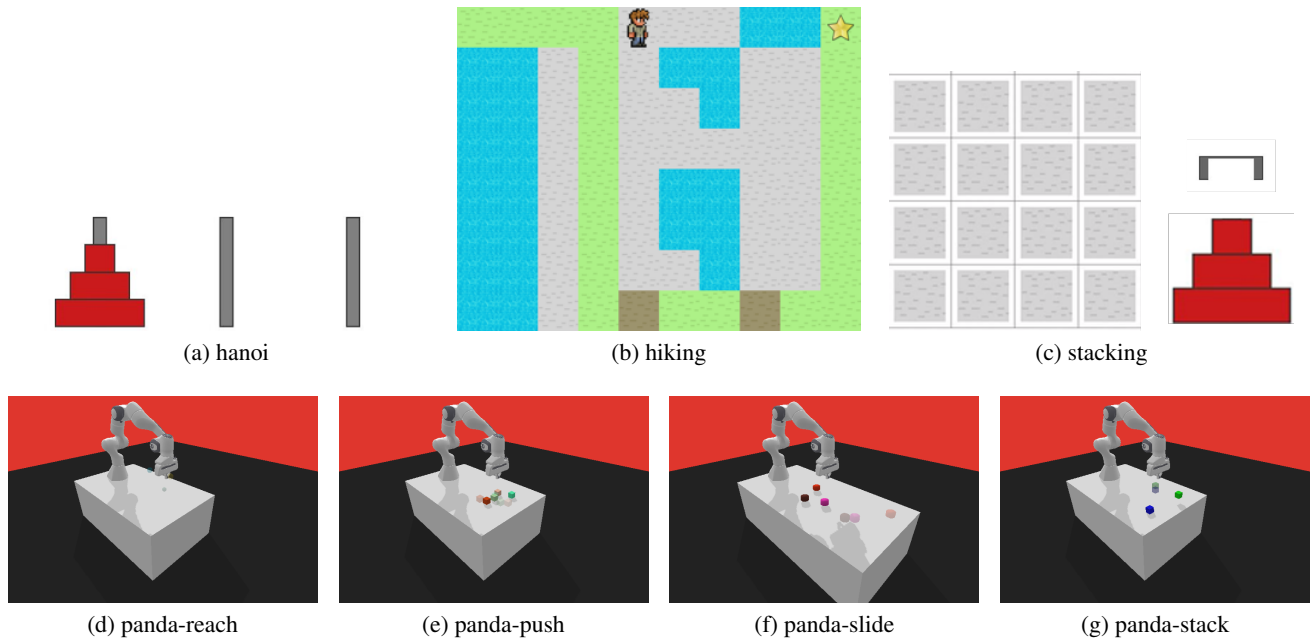 (a) hanoi
(b) hiking
(c) stacking
(d) panda-reach
(e) panda-push
(f) panda-slide
(g) panda-stack